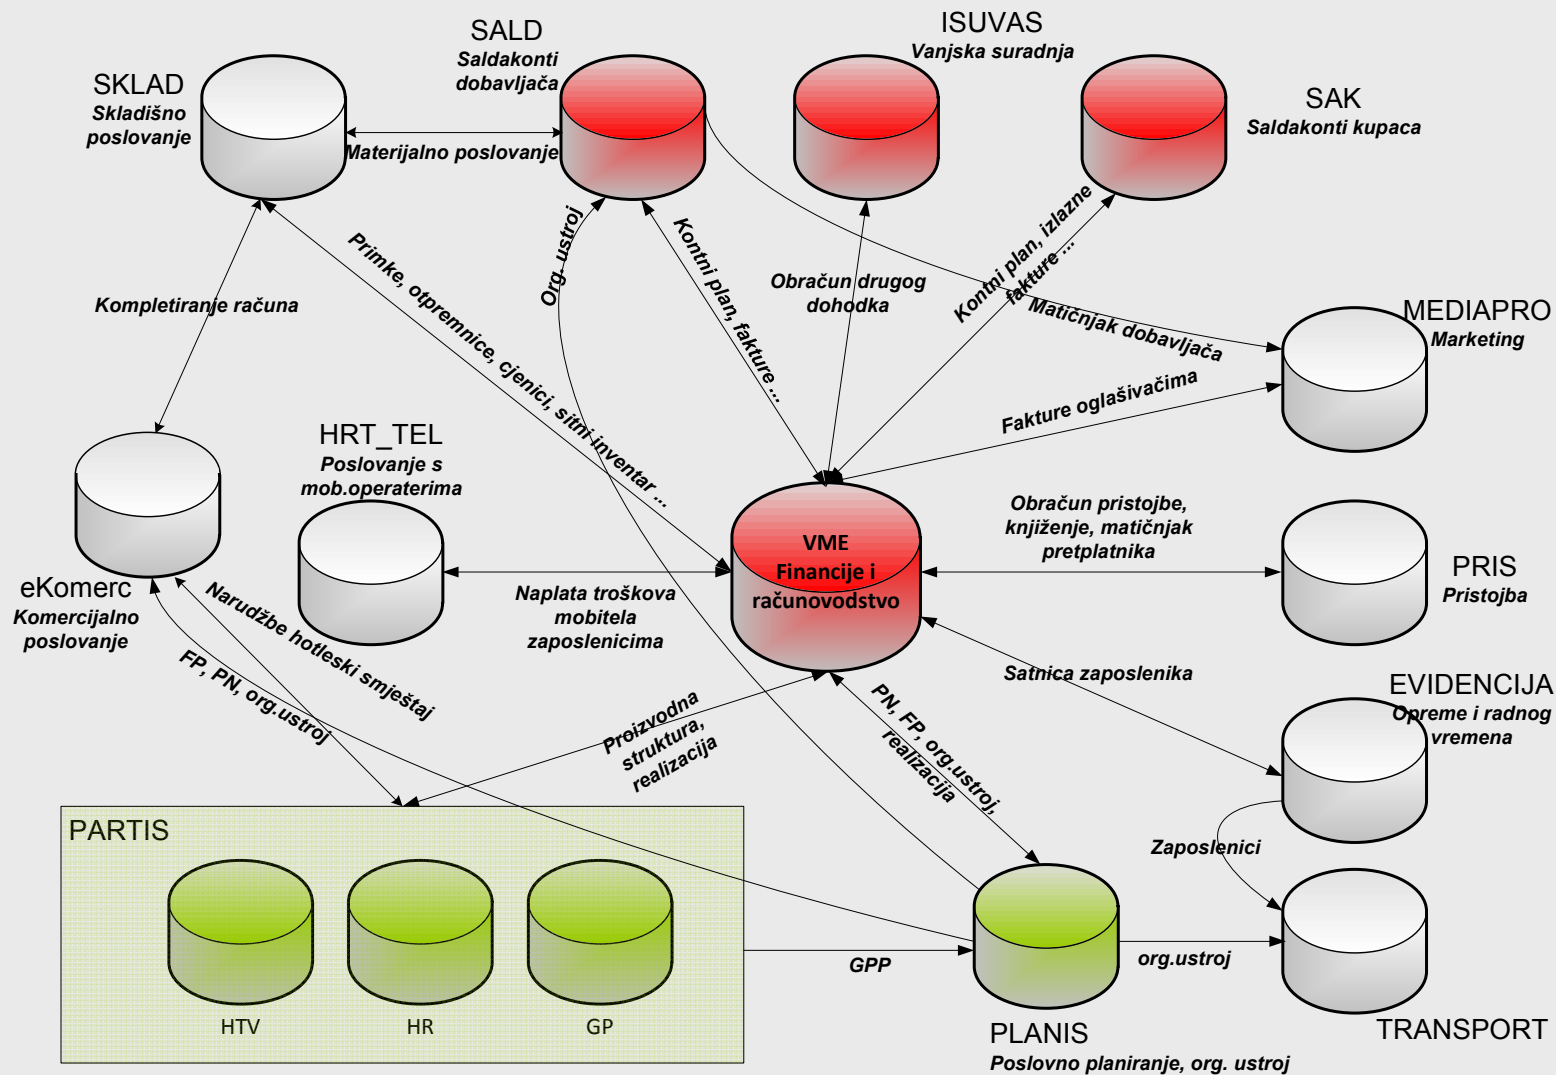 SALD
Saldakonti
dobavljača
ISUVAS
Vanjska suradnja
SKLAD
Skladišno
poslovanje
SAK
Saldakonti kupaca
Materijalno poslovanje
Org. ustroj
Kontni plan, fakture ...
Primke, otpremnice, cjenici, sitni inventar ...
Obračun drugog
dohodka
Kontni plan, izlazne
fakture ...
Matičnjak dobavljača
MEDIAPRO
Marketing
Kompletiranje računa
Fakture oglašivačima
HRT_TEL
Poslovanje s
mob.operaterima
VME
Financije i
računovodstvo
Obračun pristojbe,
knjiženje, matičnjak
pretplatnika
PRIS
Pristojba
eKomerc
Komercijalno
poslovanje
Narudžbe hotleski smještaj
FP, PN, org.ustroj
Naplata troškova
mobitela
zaposlenicima
Satnica zaposlenika
EVIDENCIJA
Opreme i radnog
vremena
Proizvodna
struktura,
realizacija
PN, FP, org.ustroj,
realizacija
PARTIS
HTV
HR
GP
GPP
Zaposlenici
org.ustroj
PLANIS
Poslovno planiranje, org. ustroj
TRANSPORT